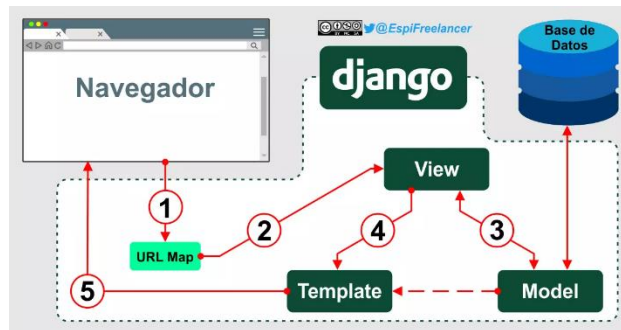 @EspiFreelancer
Base de
Datos
Navegador
django
View
1
2
4
3
URL Map
5
Template
Model